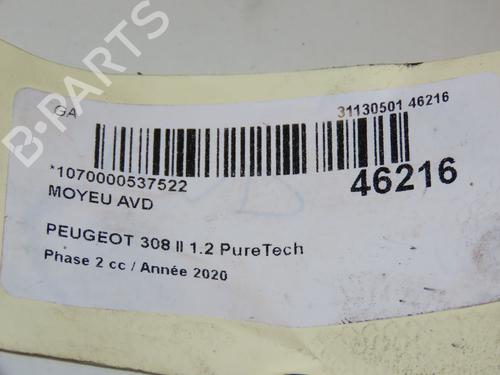 B-PARTS
GA
31130501 46216
*1070000537522
46216
MOYEU AVD
PEUGEOT 308 II 1.2 PureTech
Phase 2 cc / Année 2020